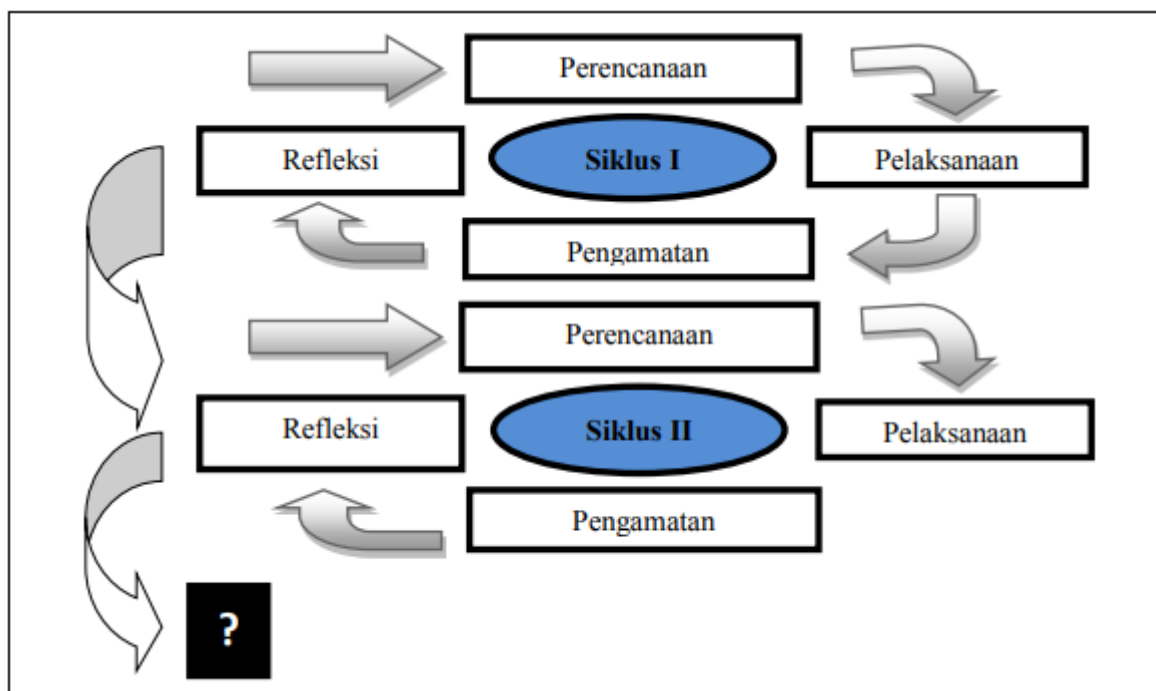 Perencanaan
Refleksi
Siklus I
Pelaksanaan
Pengamatan
Perencanaan
Refleksi
Siklus II
Pelaksanaan
Pengamatan
?